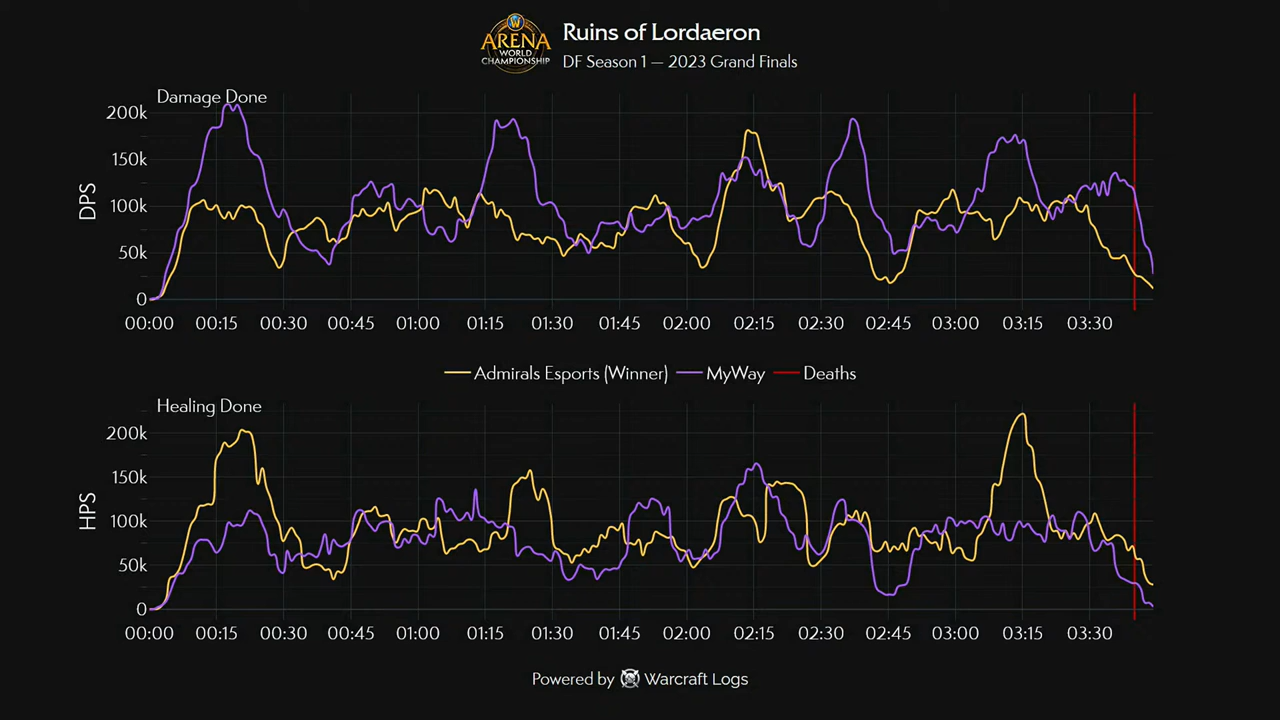 W
ARENA
WORLD
CHAMPIONSHIP
Ruins of Lordaeron
DF Season 1 — 2023 Grand Finals
Damage Done
DPS
200k
150k
100k
50k
0
00:00 00:15 00:30 00:45 01:00 01:15 01:30 01:45 02:00 02:15 02:30 02:45 03:00 03:15 03:30
Admirals Esports (Winner) MyWay Deaths
Healing Done
HPS
200k
150k
100k
50k
0
00:00 00:15 00:30 00:45 01:00 01:15 01:30 01:45 02:00 02:15 02:30 02:45 03:00 03:15 03:30
Powered by Warcraft Logs